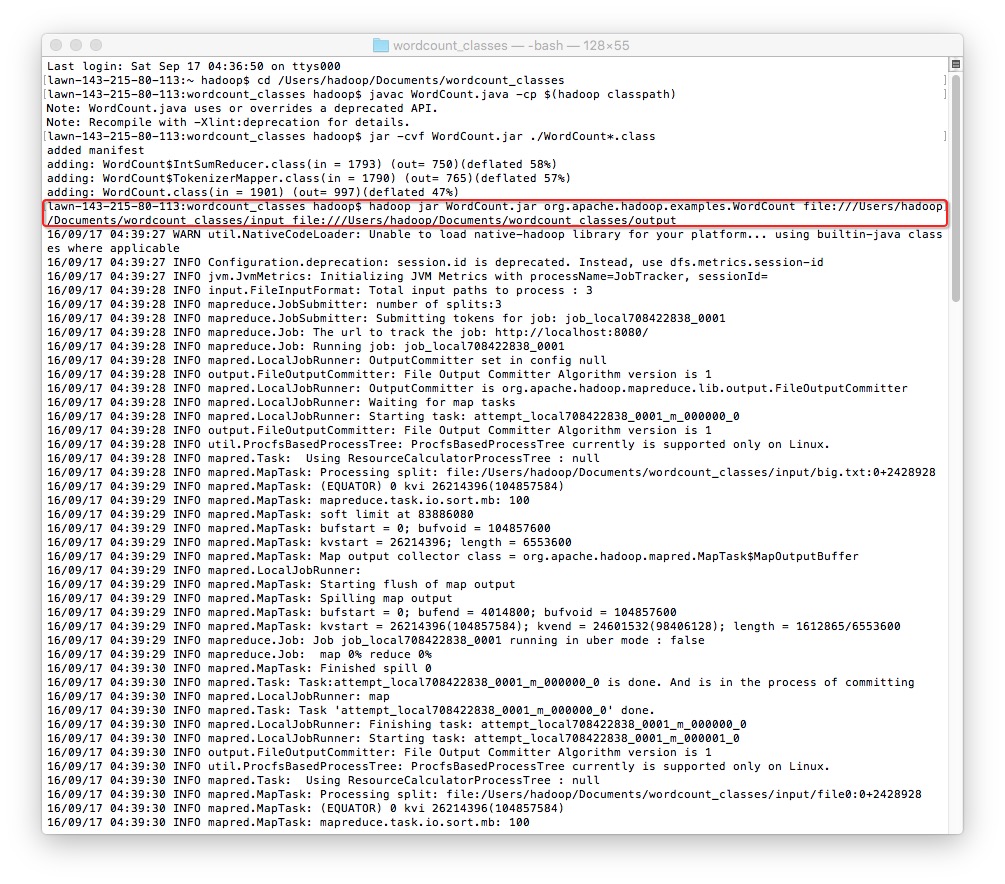 wordcount_classes — -bash — 128×55
Last login: Sat Sep 17 04:36:50 on ttys000
[lawn-143-215-80-113:~ hadoop$ cd /Users/hadoop/Documents/wordcount_classes ]
[lawn-143-215-80-113:wordcount_classes hadoop$ javac WordCount.java -cp $(hadoop classpath) ]
Note: WordCount.java uses or overrides a deprecated API.
Note: Recompile with -Xlint:deprecation for details.
[lawn-143-215-80-113:wordcount_classes hadoop$ jar -cvf WordCount.jar ./WordCount*.class ]
added manifest
adding: WordCount$IntSumReducer.class(in = 1793) (out= 750)(deflated 58%)
adding: WordCount$TokenizerMapper.class(in = 1790) (out= 765)(deflated 57%)
adding: WordCount.class(in = 1901) (out= 997)(deflated 47%)
lawn-143-215-80-113:wordcount_classes hadoop$ hadoop jar WordCount.jar org.apache.hadoop.examples.WordCount file:///Users/hadoop
/Documents/wordcount_classes/input file:///Users/hadoop/Documents/wordcount_classes/output
16/09/17 04:39:27 WARN util.NativeCodeLoader: Unable to load native-hadoop library for your platform... using builtin-java class
es where applicable
16/09/17 04:39:27 INFO Configuration.deprecation: session.id is deprecated. Instead, use dfs.metrics.session-id
16/09/17 04:39:27 INFO jvm.JvmMetrics: Initializing JVM Metrics with processName=JobTracker, sessionId=
16/09/17 04:39:28 INFO input.FileInputFormat: Total input paths to process : 3
16/09/17 04:39:28 INFO mapreduce.JobSubmitter: number of splits:3
16/09/17 04:39:28 INFO mapreduce.JobSubmitter: Submitting tokens for job: job_local708422838_0001
16/09/17 04:39:28 INFO mapreduce.Job: The url to track the job: http://localhost:8080/
16/09/17 04:39:28 INFO mapreduce.Job: Running job: job_local708422838_0001
16/09/17 04:39:28 INFO mapred.LocalJobRunner: OutputCommitter set in config null
16/09/17 04:39:28 INFO output.FileOutputCommitter: File Output Committer Algorithm version is 1
16/09/17 04:39:28 INFO mapred.LocalJobRunner: OutputCommitter is org.apache.hadoop.mapreduce.lib.output.FileOutputCommitter
16/09/17 04:39:28 INFO mapred.LocalJobRunner: Waiting for map tasks
16/09/17 04:39:28 INFO mapred.LocalJobRunner: Starting task: attempt_local708422838_0001_m_000000_0
16/09/17 04:39:28 INFO output.FileOutputCommitter: File Output Committer Algorithm version is 1
16/09/17 04:39:28 INFO util.ProcfsBasedProcessTree: ProcfsBasedProcessTree currently is supported only on Linux.
16/09/17 04:39:28 INFO mapred.Task:  Using ResourceCalculatorProcessTree : null
16/09/17 04:39:28 INFO mapred.MapTask: Processing split: file:/Users/hadoop/Documents/wordcount_classes/input/big.txt:0+2428928
16/09/17 04:39:29 INFO mapred.MapTask: (EQUATOR) 0 kvi 26214396(104857584)
16/09/17 04:39:29 INFO mapred.MapTask: mapreduce.task.io.sort.mb: 100
16/09/17 04:39:29 INFO mapred.MapTask: soft limit at 83886080
16/09/17 04:39:29 INFO mapred.MapTask: bufstart = 0; bufvoid = 104857600
16/09/17 04:39:29 INFO mapred.MapTask: kvstart = 26214396; length = 6553600
16/09/17 04:39:29 INFO mapred.MapTask: Map output collector class = org.apache.hadoop.mapred.MapTask$MapOutputBuffer
16/09/17 04:39:29 INFO mapred.LocalJobRunner:
16/09/17 04:39:29 INFO mapred.MapTask: Starting flush of map output
16/09/17 04:39:29 INFO mapred.MapTask: Spilling map output
16/09/17 04:39:29 INFO mapred.MapTask: bufstart = 0; bufend = 4014800; bufvoid = 104857600
16/09/17 04:39:29 INFO mapred.MapTask: kvstart = 26214396(104857584); kvend = 24601532(98406128); length = 1612865/6553600
16/09/17 04:39:29 INFO mapreduce.Job: Job job_local708422838_0001 running in uber mode : false
16/09/17 04:39:29 INFO mapreduce.Job:  map 0% reduce 0%
16/09/17 04:39:30 INFO mapred.MapTask: Finished spill 0
16/09/17 04:39:30 INFO mapred.Task: Task:attempt_local708422838_0001_m_000000_0 is done. And is in the process of committing
16/09/17 04:39:30 INFO mapred.LocalJobRunner: map
16/09/17 04:39:30 INFO mapred.Task: Task 'attempt_local708422838_0001_m_000000_0' done.
16/09/17 04:39:30 INFO mapred.LocalJobRunner: Finishing task: attempt_local708422838_0001_m_000000_0
16/09/17 04:39:30 INFO mapred.LocalJobRunner: Starting task: attempt_local708422838_0001_m_000001_0
16/09/17 04:39:30 INFO output.FileOutputCommitter: File Output Committer Algorithm version is 1
16/09/17 04:39:30 INFO util.ProcfsBasedProcessTree: ProcfsBasedProcessTree currently is supported only on Linux.
16/09/17 04:39:30 INFO mapred.Task:  Using ResourceCalculatorProcessTree : null
16/09/17 04:39:30 INFO mapred.MapTask: Processing split: file:/Users/hadoop/Documents/wordcount_classes/input/file0:0+2428928
16/09/17 04:39:30 INFO mapred.MapTask: (EQUATOR) 0 kvi 26214396(104857584)
16/09/17 04:39:30 INFO mapred.MapTask: mapreduce.task.io.sort.mb: 100